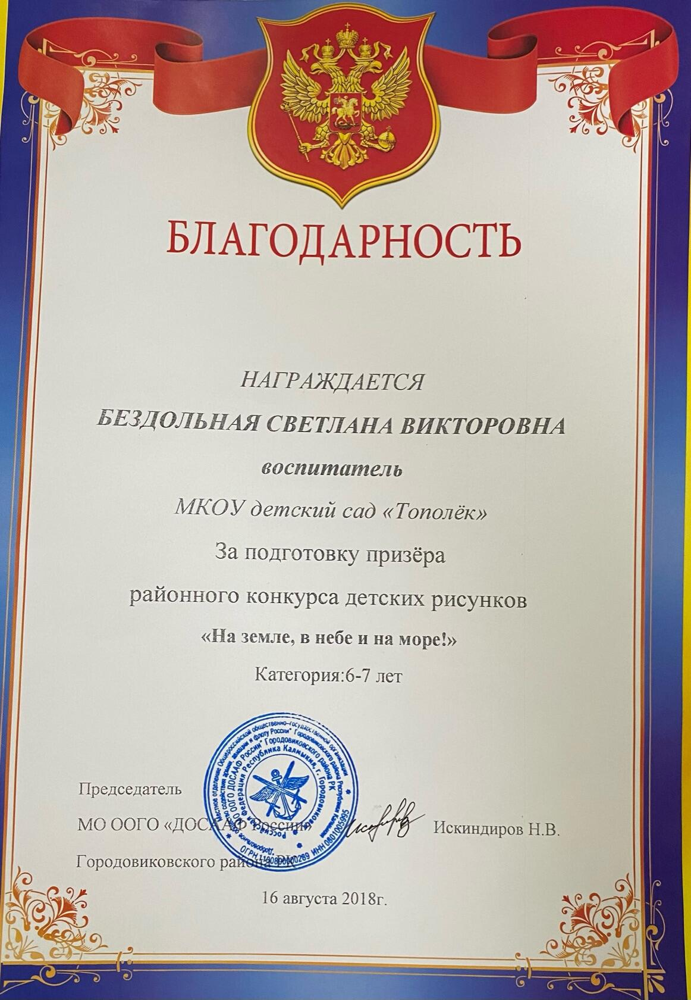 БЛАГОДАРНОСТЬ
НАГРАЖДАЕТСЯ
БЕЗДОЛЬНАЯ СВЕТЛАНА ВИКТОРОВНА
воспитатель
МКОУ детский сад «Тополёк»
За подготовку призёра
районного конкурса детских рисунков
«На земле, в небе и на море!»
Категория:6-7 лет
Председатель
МО ООГО «ДОСААФ России»
Искиндиров Н.В.
Городовиковского района РК
16 августа 2018г.
Местное отделение Общероссийской общественно-государственной организации
"Добровольное общество содействия армии, авиации и флоту России" Городовиковского района Республики Калмыкия
МО ООГО ДОСААФ России" Городовиковского района РК
Российская Федерация Республика Калмыкия, г. Городовиковск
ИНН 0801005995